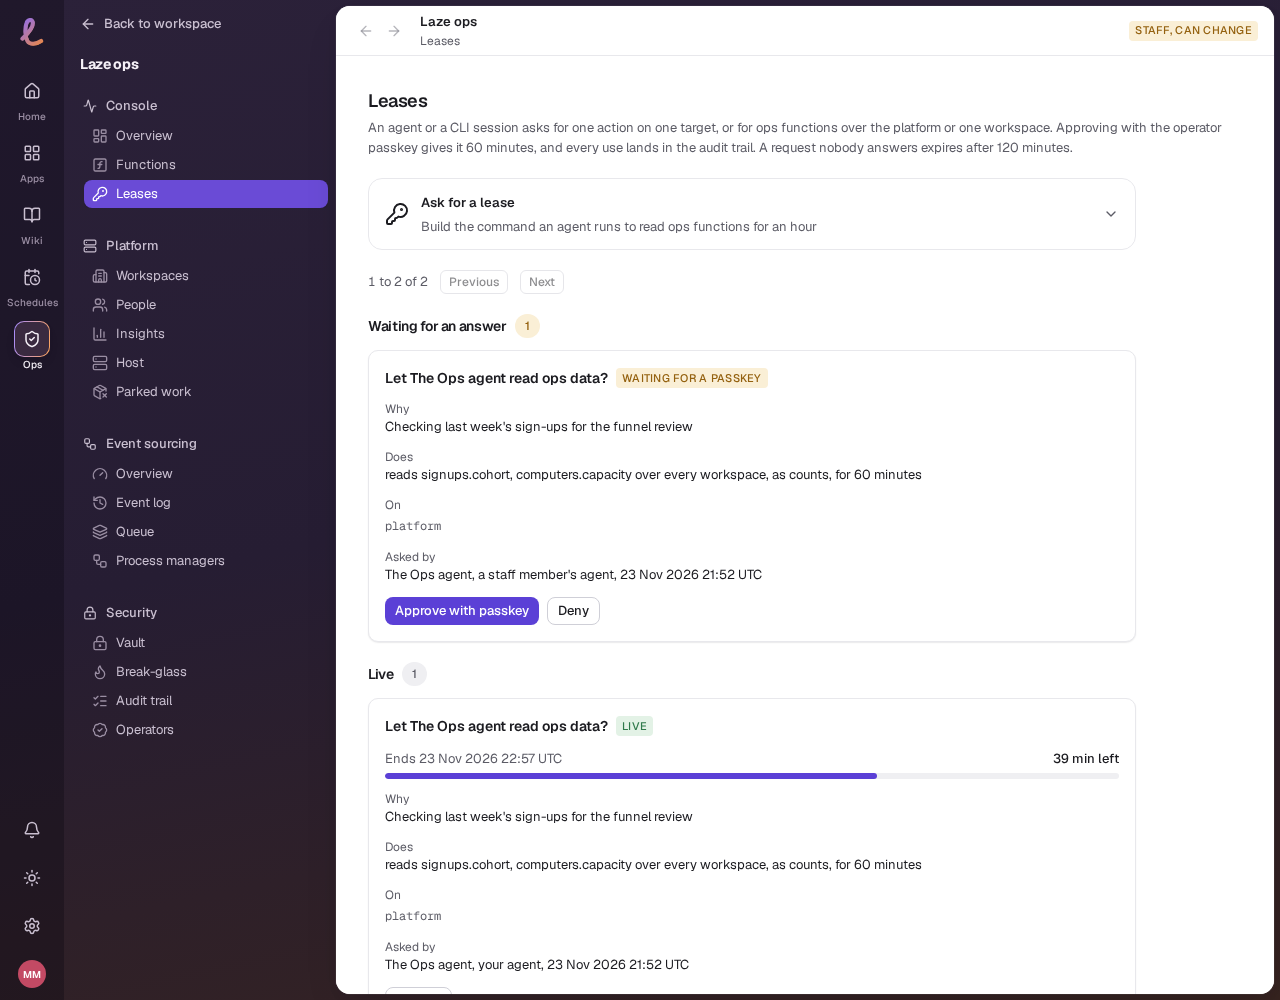 Back to workspace
Laze ops
Console
Overview
Functions
Leases
Platform
Workspaces
People
Insights
Host
Parked work
Event sourcing
Overview
Event log
Queue
Process managers
Security
Vault
Break-glass
Audit trail
Operators
Home
Apps
Wiki
Schedules
Ops
MM
Laze ops
Leases
STAFF, CAN CHANGE
Leases
An agent or a CLI session asks for one action on one target, or for ops functions over the platform or one workspace. Approving with the operator
passkey gives it 60 minutes, and every use lands in the audit trail. A request nobody answers expires after 120 minutes.
Ask for a lease
Build the command an agent runs to read ops functions for an hour
1 to 2 of 2
Previous
Next
Waiting for an answer 1
Let The Ops agent read ops data? WAITING FOR A PASSKEY
Why
Checking last week's sign-ups for the funnel review
Does
reads signups.cohort, computers.capacity over every workspace, as counts, for 60 minutes
On
platform
Asked by
The Ops agent, a staff member's agent, 23 Nov 2026 21:52 UTC
Approve with passkey
Deny
Live 1
Let The Ops agent read ops data? LIVE
Ends 23 Nov 2026 22:57 UTC
39 min left
Why
Checking last week's sign-ups for the funnel review
Does
reads signups.cohort, computers.capacity over every workspace, as counts, for 60 minutes
On
platform
Asked by
The Ops agent, your agent, 23 Nov 2026 21:52 UTC